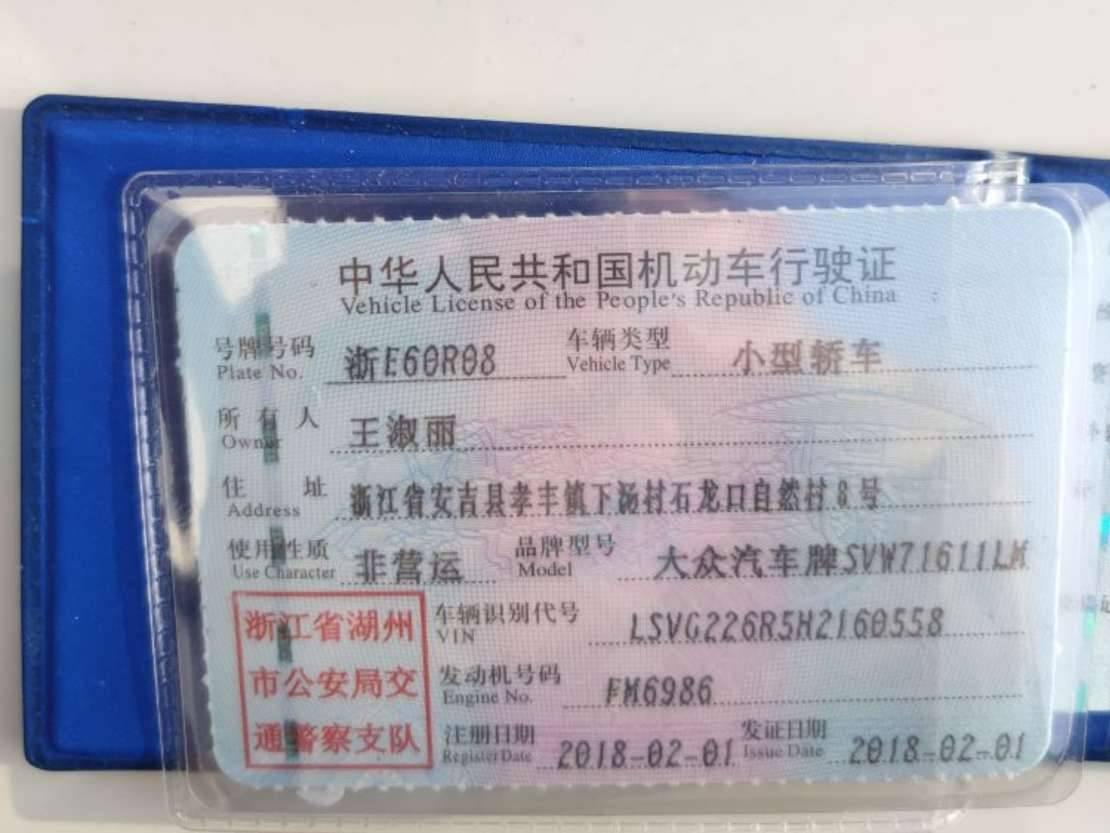 中华人民共和国机动车行驶证
Vehicle License of the People's Republic of China
号牌号码 浙E60R08 车辆类型 小型轿车
Plate No. Vehicle Type
所有人 王淑丽
Owner
住址 浙江省安吉县孝丰镇下汤村石龙口自然村8号
Address
使用性质 非营运 品牌型号 大众汽车牌SVW71611LM
Use Character Model
浙江省湖州 车辆识别代号 LSVG226R5H2160558
VIN
市公安局交 发动机号码 FM6986
Engine No.
通警察支队 注册日期 2018-02-01 发证日期 2018-02-01
Register Date Issue Date